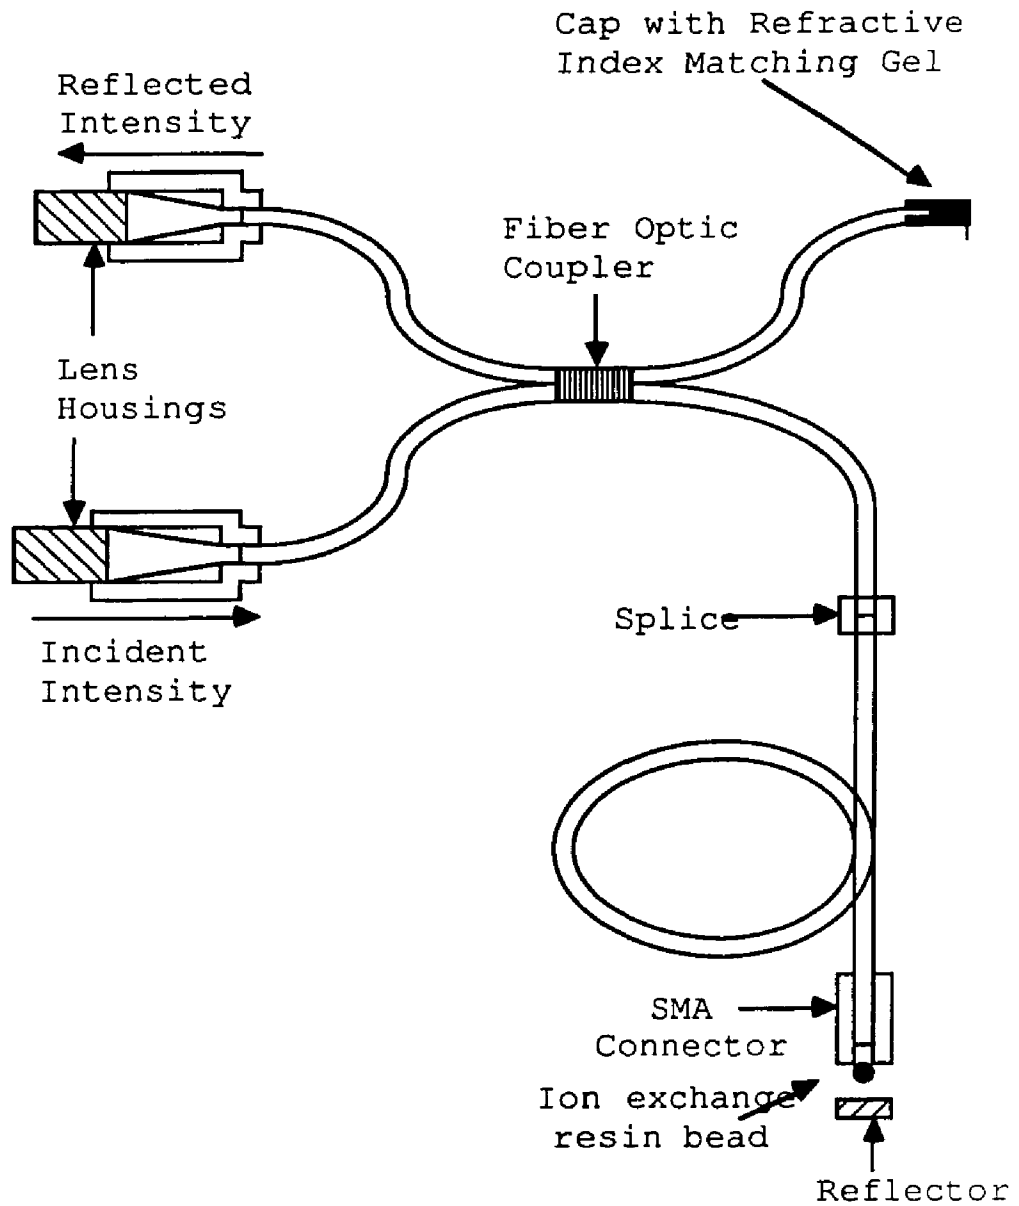 Cap with Refractive
Index Matching Gel
Reflected
Intensity
Fiber Optic
Coupler
Lens
Housings
Splice
Incident
Intensity
SMA
Connector
Ion exchange
resin bead
Reflector